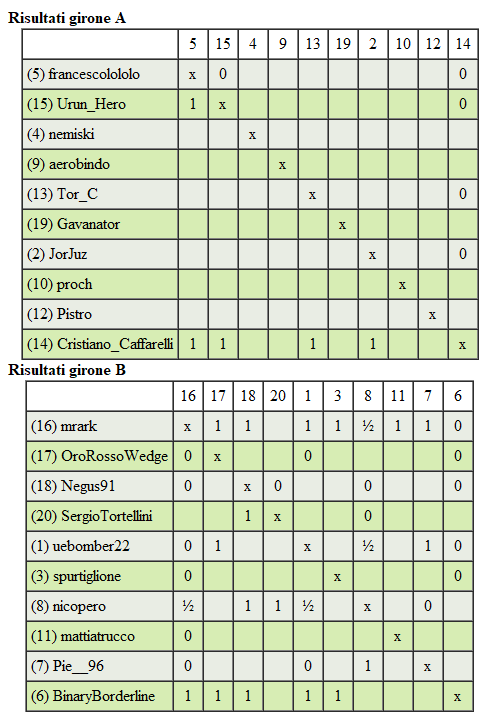 Risultati girone A
5 15 4 9 13 19 2 10 12 14
(5) francescolololo x 0 0
(15) Urun_Hero 1 x 0
(4) nemiski x
(9) aerobindo x
(13) Tor_C x 0
(19) Gavanator x
(2) JorJuz x 0
(10) proch x
(12) Pistro x
(14) Cristiano_Caffarelli 1 1 1 1 x
Risultati girone B
16 17 18 20 1 3 8 11 7 6
(16) mrark x 1 1 1 1 ½ 1 1 0
(17) OroRossoWedge 0 x 0 0
(18) Negus91 0 x 0 0 0
(20) SergioTortellini 1 x 0
(1) uebomber22 0 1 x ½ 1 0
(3) spurtiglione 0 x 0
(8) nicopero ½ 1 1 ½ x 0
(11) mattiatrucco 0 x
(7) Pie__96 0 0 1 x
(6) BinaryBorderline 1 1 1 1 1 x